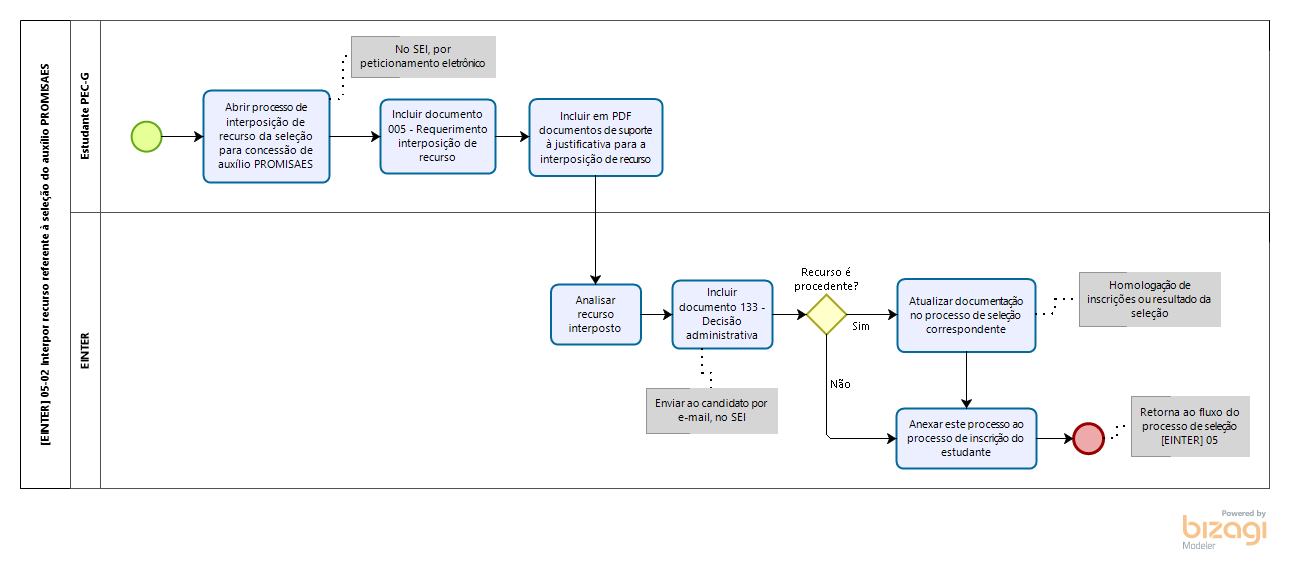 [EINTER] 05-02 Interpor recurso referente à seleção do auxílio PROMISAES
Estudante PEC-G
No SEI, por
peticionamento eletrônico
Abrir processo de
interposição de
recurso da seleção
para concessão de
auxílio PROMISAES
Incluir documento
005 - Requerimento
interposição de
recurso
Incluir em PDF
documentos de suporte
à justificativa para a
interposição de recurso
EINTER
Analisar
recurso
interposto
Incluir
documento 133 -
Decisão
administrativa
Enviar ao candidato por
e-mail, no SEI
Recurso é
procedente?
Sim
Não
Atualizar documentação
no processo de seleção
correspondente
Homologação de
inscrições ou resultado da
seleção
Anexar este processo ao
processo de inscrição do
estudante
Retorna ao fluxo do
processo de seleção
[EINTER] 05
Powered by
bizagi
Modeler